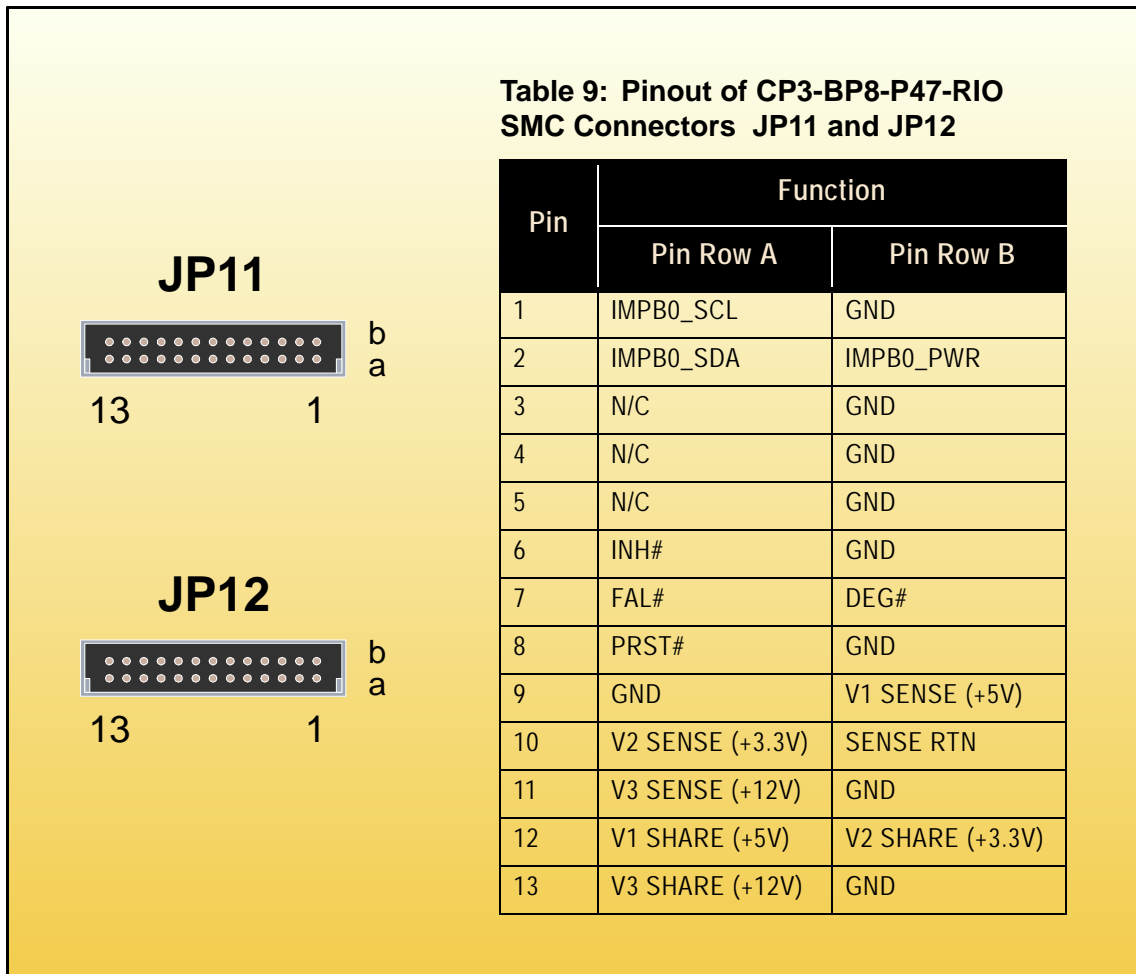 Table 9: Pinout of CP3-BP8-P47-RIO
SMC Connectors JP11 and JP12
JP11
b
a
13 1
JP12
b
a
13 1
Pin Function
Pin Row A Pin Row B
1 IMPB0_SCL GND
2 IMPB0_SDA IMPB0_PWR
3 N/C GND
4 N/C GND
5 N/C GND
6 INH# GND
7 FAL# DEG#
8 PRST# GND
9 GND V1 SENSE (+5V)
10 V2 SENSE (+3.3V) SENSE RTN
11 V3 SENSE (+12V) GND
12 V1 SHARE (+5V) V2 SHARE (+3.3V)
13 V3 SHARE (+12V) GND